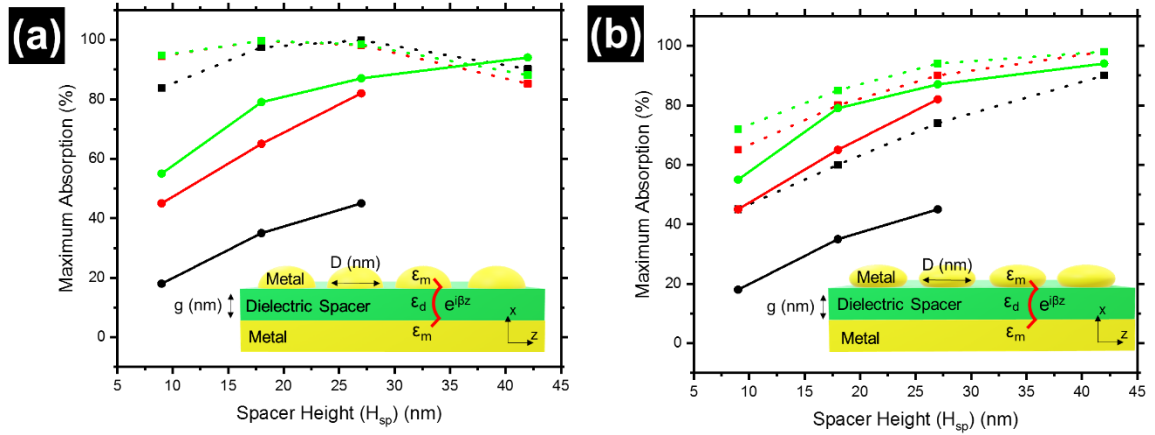 (a)
Maximum Absorption (%)
100
80
60
40
20
0
Metal
D (nm)
εm
g (nm)
Dielectric Spacer
εd
e^iβz
Metal
εm
x
z
5 10 15 20 25 30 35 40 45
Spacer Height (Hsp) (nm)
(b)
Maximum Absorption (%)
100
80
60
40
20
0
Metal
D (nm)
εm
g (nm)
Dielectric Spacer
εd
e^iβz
Metal
εm
x
z
5 10 15 20 25 30 35 40 45
Spacer Height (Hsp) (nm)